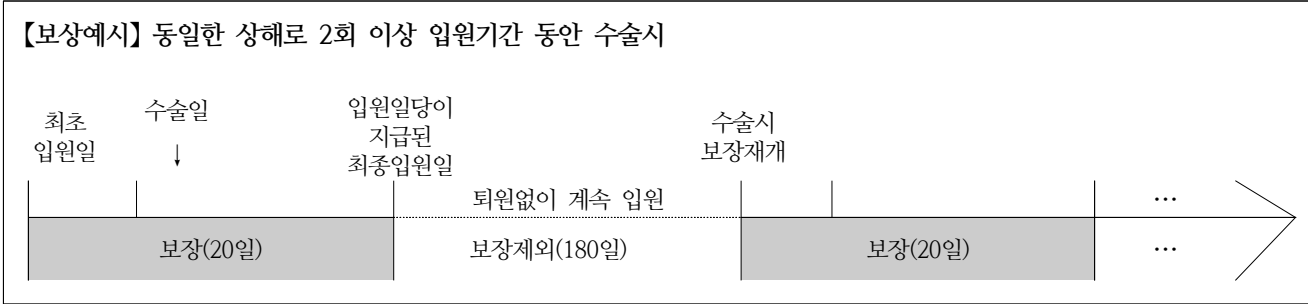 【보상예시】 동일한 상해로 2회 이상 입원기간 동안 수술시
최초
입원일
수술일
↓
입원일당이
지급된
최종입원일
수술시
보장재개
퇴원없이 계속 입원
…
보장(20일)
보장제외(180일)
보장(20일)
…